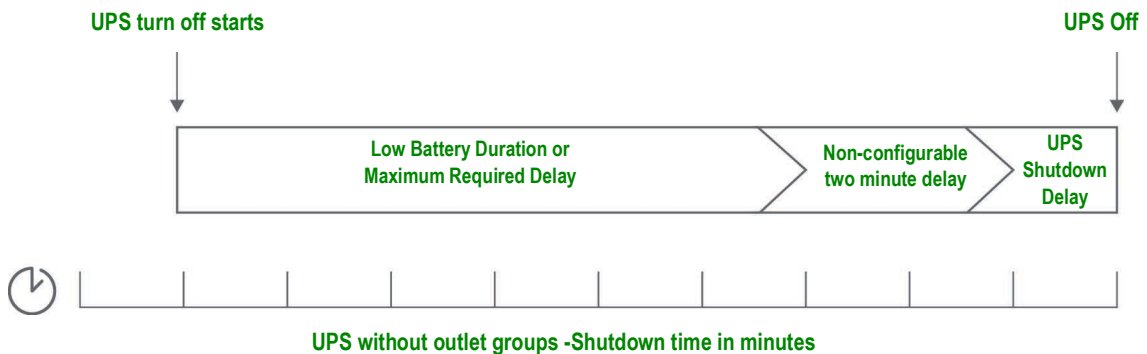 UPS turn off starts
UPS Off
Low Battery Duration or
Maximum Required Delay
Non-configurable
two minute delay
UPS
Shutdown
Delay
UPS without outlet groups -Shutdown time in minutes